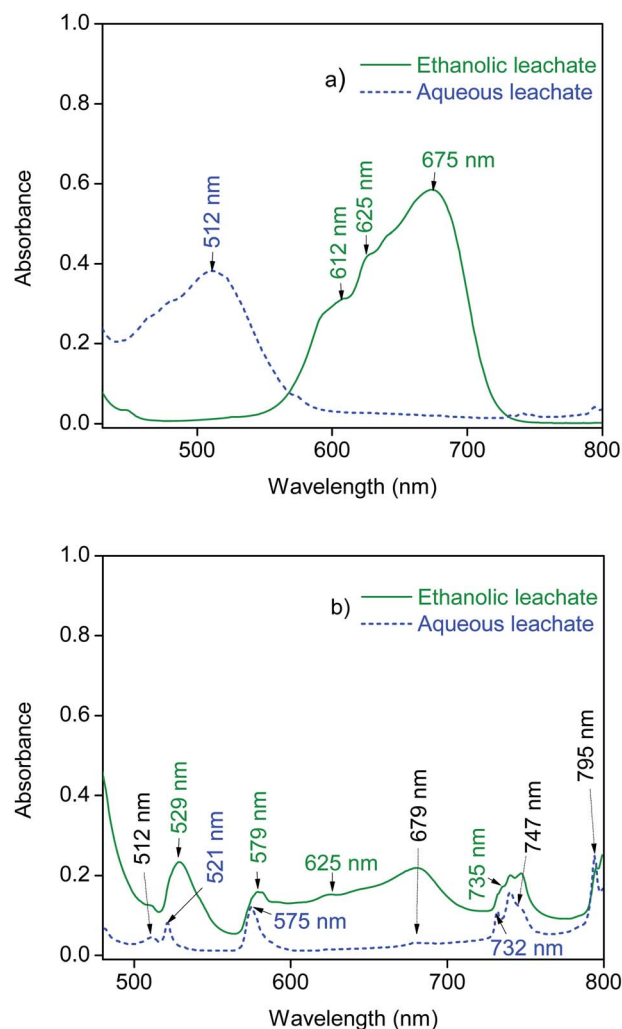 1.0
0.8
0.6
0.4
0.2
0.0
Absorbance
a)
Ethanolic leachate
Aqueous leachate
512 nm
612 nm
625 nm
675 nm
500
600
700
800
Wavelength (nm)
1.0
0.8
0.6
0.4
0.2
0.0
Absorbance
b)
Ethanolic leachate
Aqueous leachate
512 nm
529 nm
521 nm
579 nm
575 nm
625 nm
679 nm
735 nm
732 nm
747 nm
795 nm
500
600
700
800
Wavelength (nm)